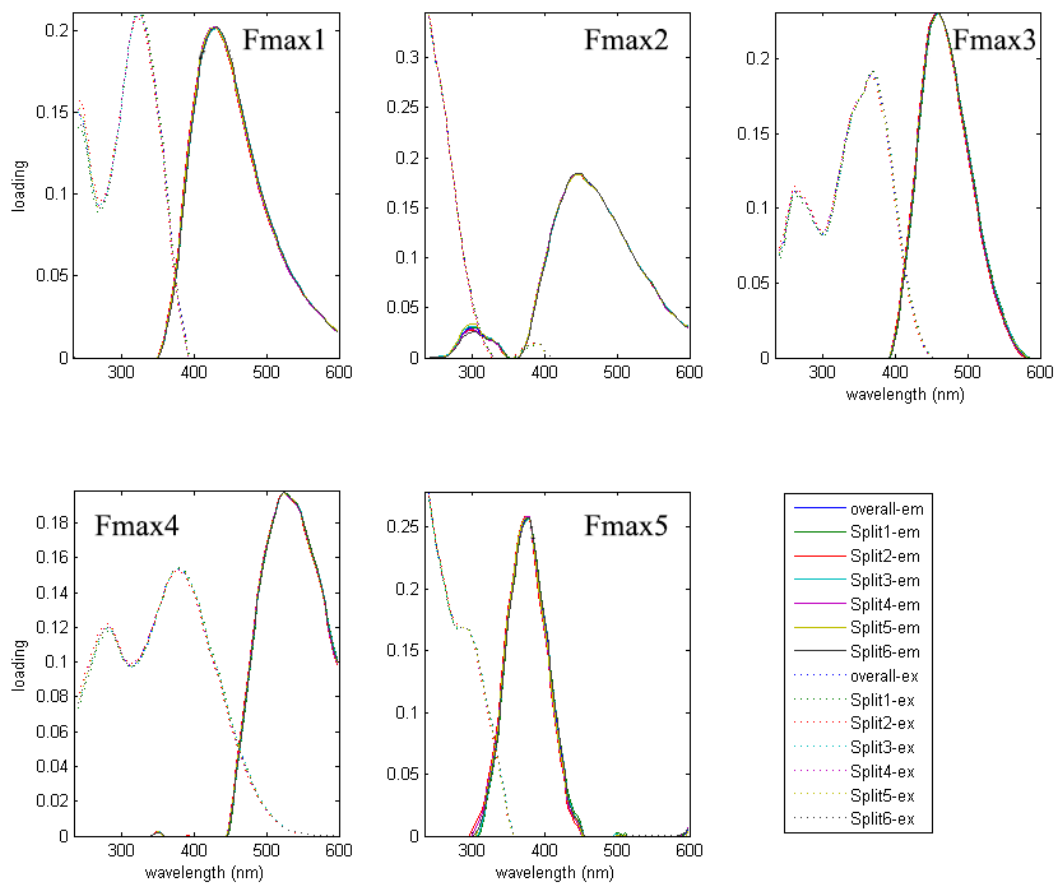 Fmax1
0.2
0.15
0.1
0.05
0
loading
300
400
500
600
Fmax2
0.3
0.25
0.2
0.15
0.1
0.05
0
300
400
500
600
Fmax3
0.2
0.15
0.1
0.05
0
300
400
500
600
wavelength (nm)
Fmax4
0.18
0.16
0.14
0.12
0.1
0.08
0.06
0.04
0.02
0
loading
300
400
500
600
wavelength (nm)
Fmax5
0.25
0.2
0.15
0.1
0.05
0
300
400
500
600
wavelength (nm)
overall-em
Split1-em
Split2-em
Split3-em
Split4-em
Split5-em
Split6-em
overall-ex
Split1-ex
Split2-ex
Split3-ex
Split4-ex
Split5-ex
Split6-ex